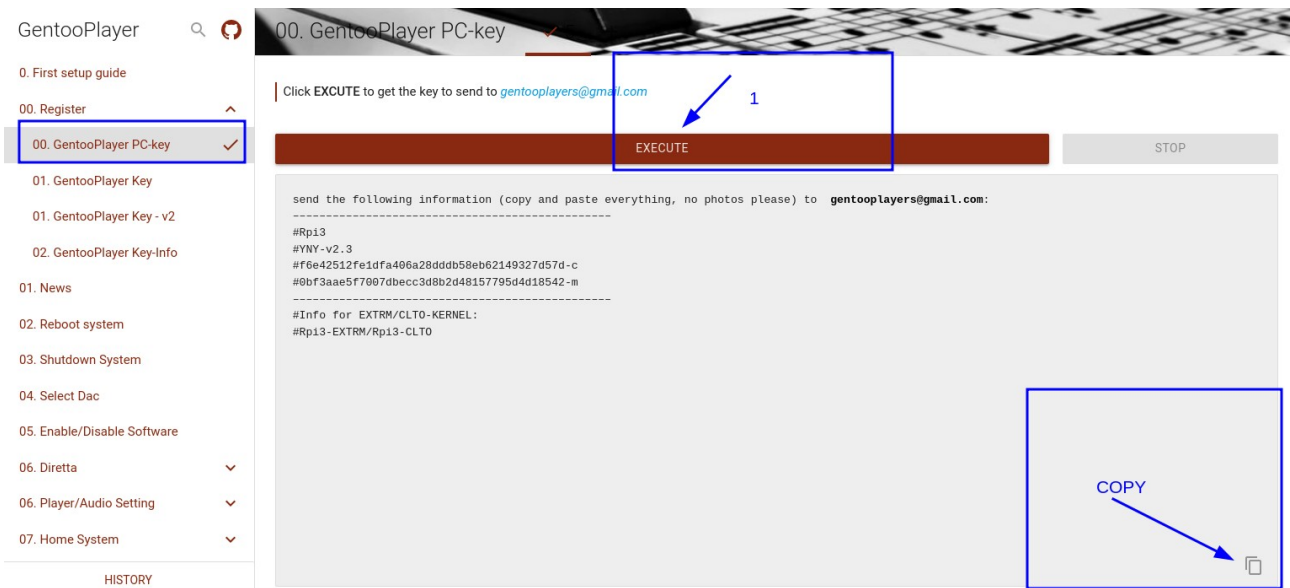 GentooPlayer
0. First setup guide
00. Register
00. GentooPlayer PC-key
01. GentooPlayer Key
01. GentooPlayer Key - v2
02. GentooPlayer Key-Info
01. News
02. Reboot system
03. Shutdown System
04. Select Dac
05. Enable/Disable Software
06. Diretta
06. Player/Audio Setting
07. Home System
HISTORY
00. GentooPlayer PC-key
Click EXCUTE to get the key to send to gentooplayers@gmail.com
1
EXECUTE
STOP
send the following information (copy and paste everything, no photos please) to gentooplayers@gmail.com:
------------------------------------------------
#Rpi3
#YNY-v2.3
#f6e42512fe1dfa406a28dddb58eb62149327d57d-c
#0bf3aae5f7007dbecc3d8b2d48157795d4d18542-m
------------------------------------------------
#Info for EXTRM/CLTO-KERNEL:
#Rpi3-EXTRM/Rpi3-CLTO
COPY